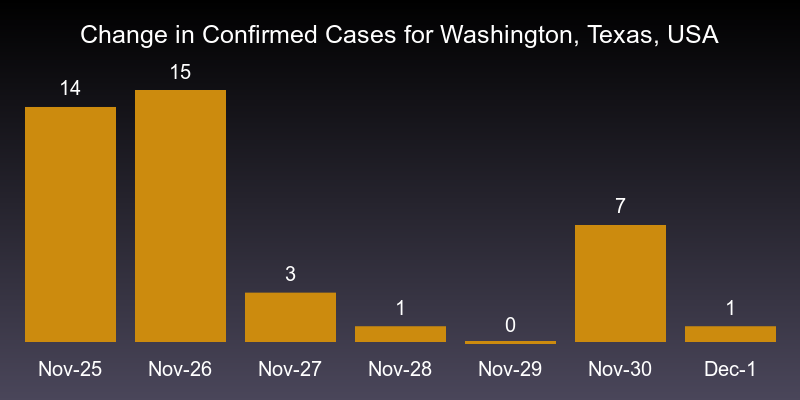 Change in Confirmed Cases for Washington, Texas, USA
14
15
3
1
0
7
1
Nov-25
Nov-26
Nov-27
Nov-28
Nov-29
Nov-30
Dec-1